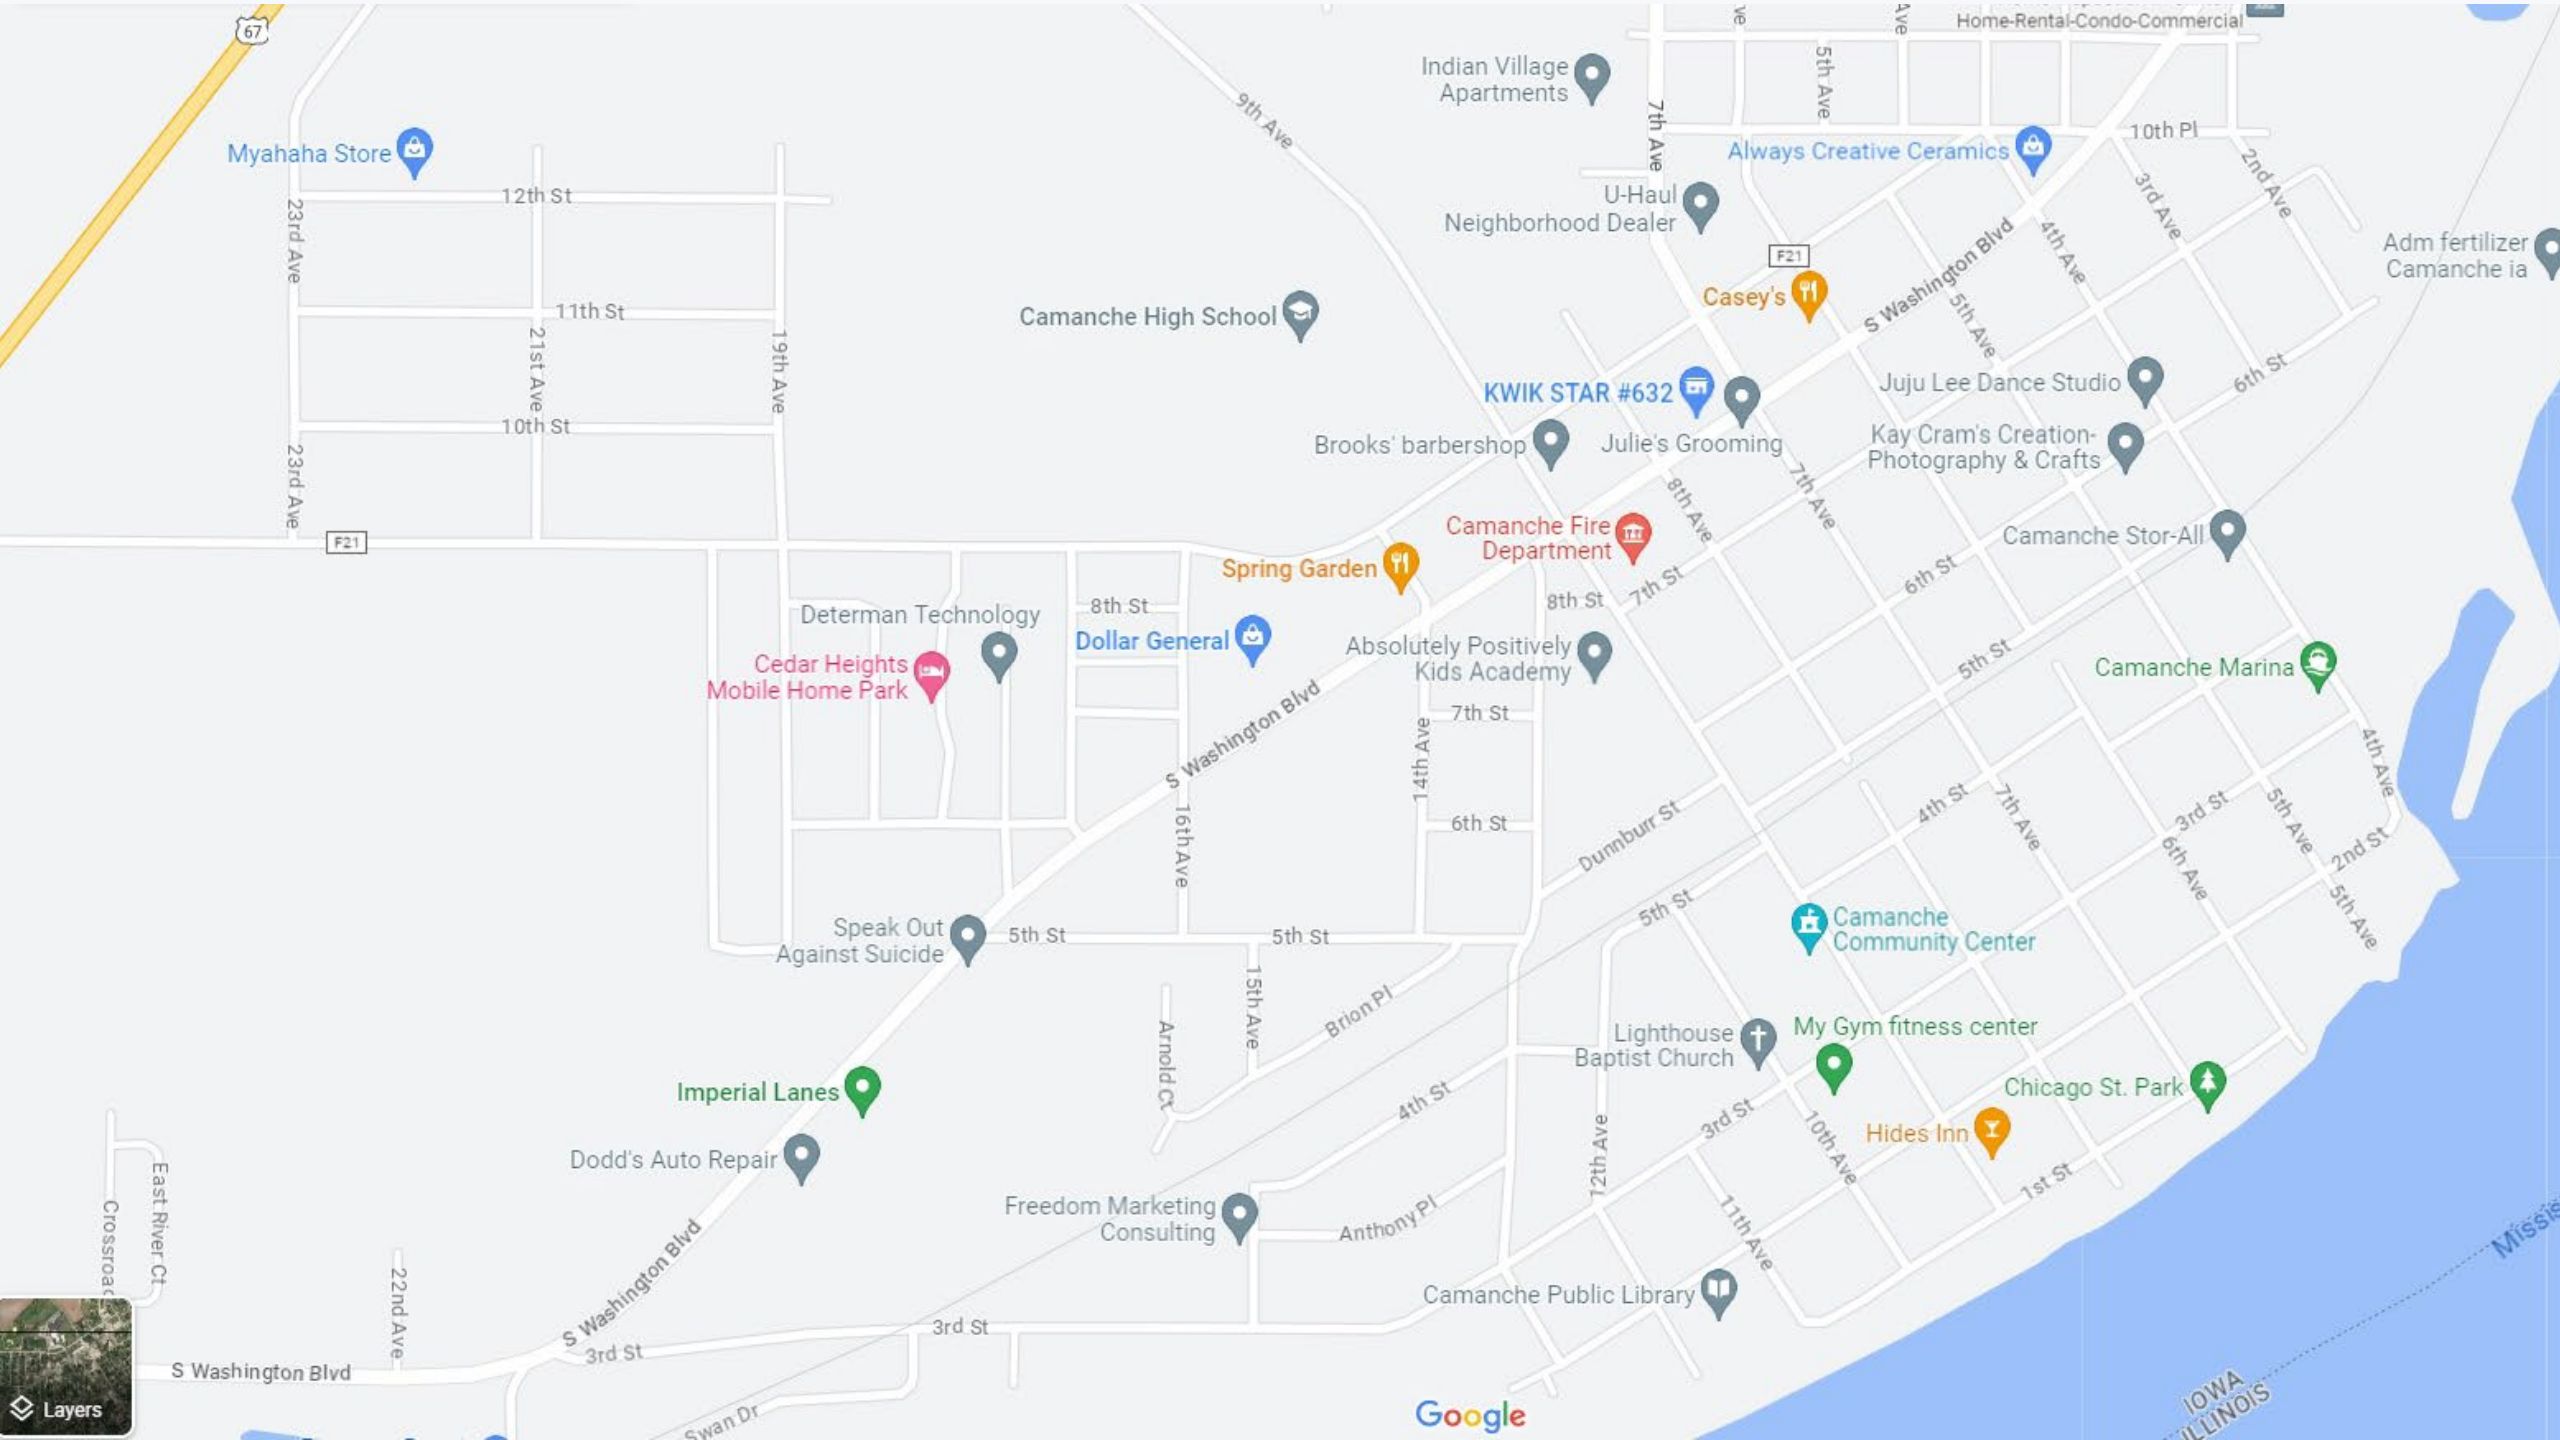 67
Home-Rental-Condo-Commercial
Indian Village
Apartments
9th Ave
7th Ave
5th Ave
Ave
ve
10th Pl
Myahaha Store
Always Creative Ceramics
2nd Ave
3rd Ave
12th St
U-Haul
Neighborhood Dealer
23rd Ave
4th Ave
Adm fertilizer
Camanche ia
F21
S Washington Blvd
Casey's
11th St
Camanche High School
5th Ave
21st Ave
19th Ave
6th St
KWIK STAR #632
Juju Lee Dance Studio
10th St
Brooks' barbershop
Julie's Grooming
Kay Cram's Creation-
Photography & Crafts
23rd Ave
8th Ave
7th Ave
F21
Camanche Fire
Department
Camanche Stor-All
Spring Garden
8th St
7th St
6th St
8th St
Determan Technology
Dollar General
Absolutely Positively
Kids Academy
5th St
Cedar Heights
Mobile Home Park
Camanche Marina
S Washington Blvd
7th St
14th Ave
4th Ave
16th Ave
6th St
Dunnburr St
4th St
7th Ave
3rd St
5th Ave
6th Ave
2nd St
5th St
5th Ave
Speak Out
Against Suicide
5th St
5th St
Camanche
Community Center
15th Ave
Brion Pl
Arnold Ct
Lighthouse
Baptist Church
My Gym fitness center
Imperial Lanes
4th St
3rd St
Chicago St. Park
Hides Inn
Dodd's Auto Repair
12th Ave
10th Ave
1st St
East River Ct
Crossroad
Freedom Marketing
Consulting
Anthony Pl
11th Ave
Missis
22nd Ave
S Washington Blvd
Camanche Public Library
3rd St
3rd St
S Washington Blvd
Swan Dr
Layers
Google
IOWA
ILLINOIS